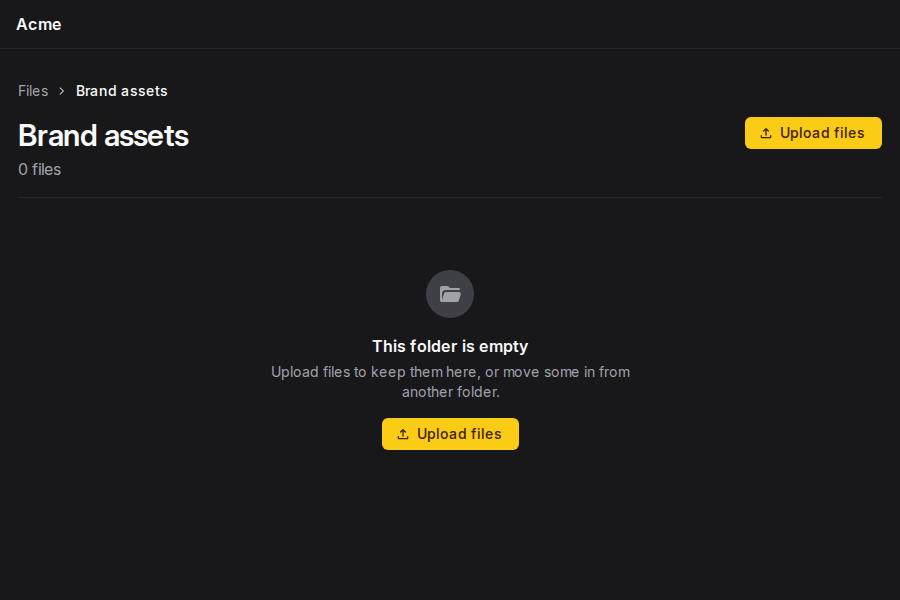 Acme
Files > Brand assets
Brand assets
Upload files
0 files
This folder is empty
Upload files to keep them here, or move some in from
another folder.
Upload files